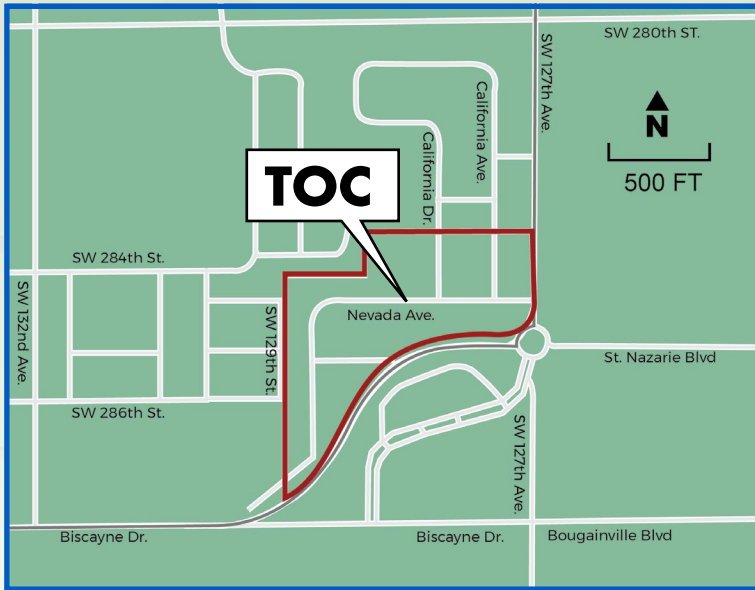 SW 280th ST.
SW 127th Ave.
California Ave.
N
California Dr.
500 FT
TOC
SW 284th St.
SW 132nd Ave.
SW 129th St.
Nevada Ave.
St. Nazarie Blvd
SW 286th St.
SW 127th Ave.
Biscayne Dr.
Biscayne Dr.
Bougainville Blvd